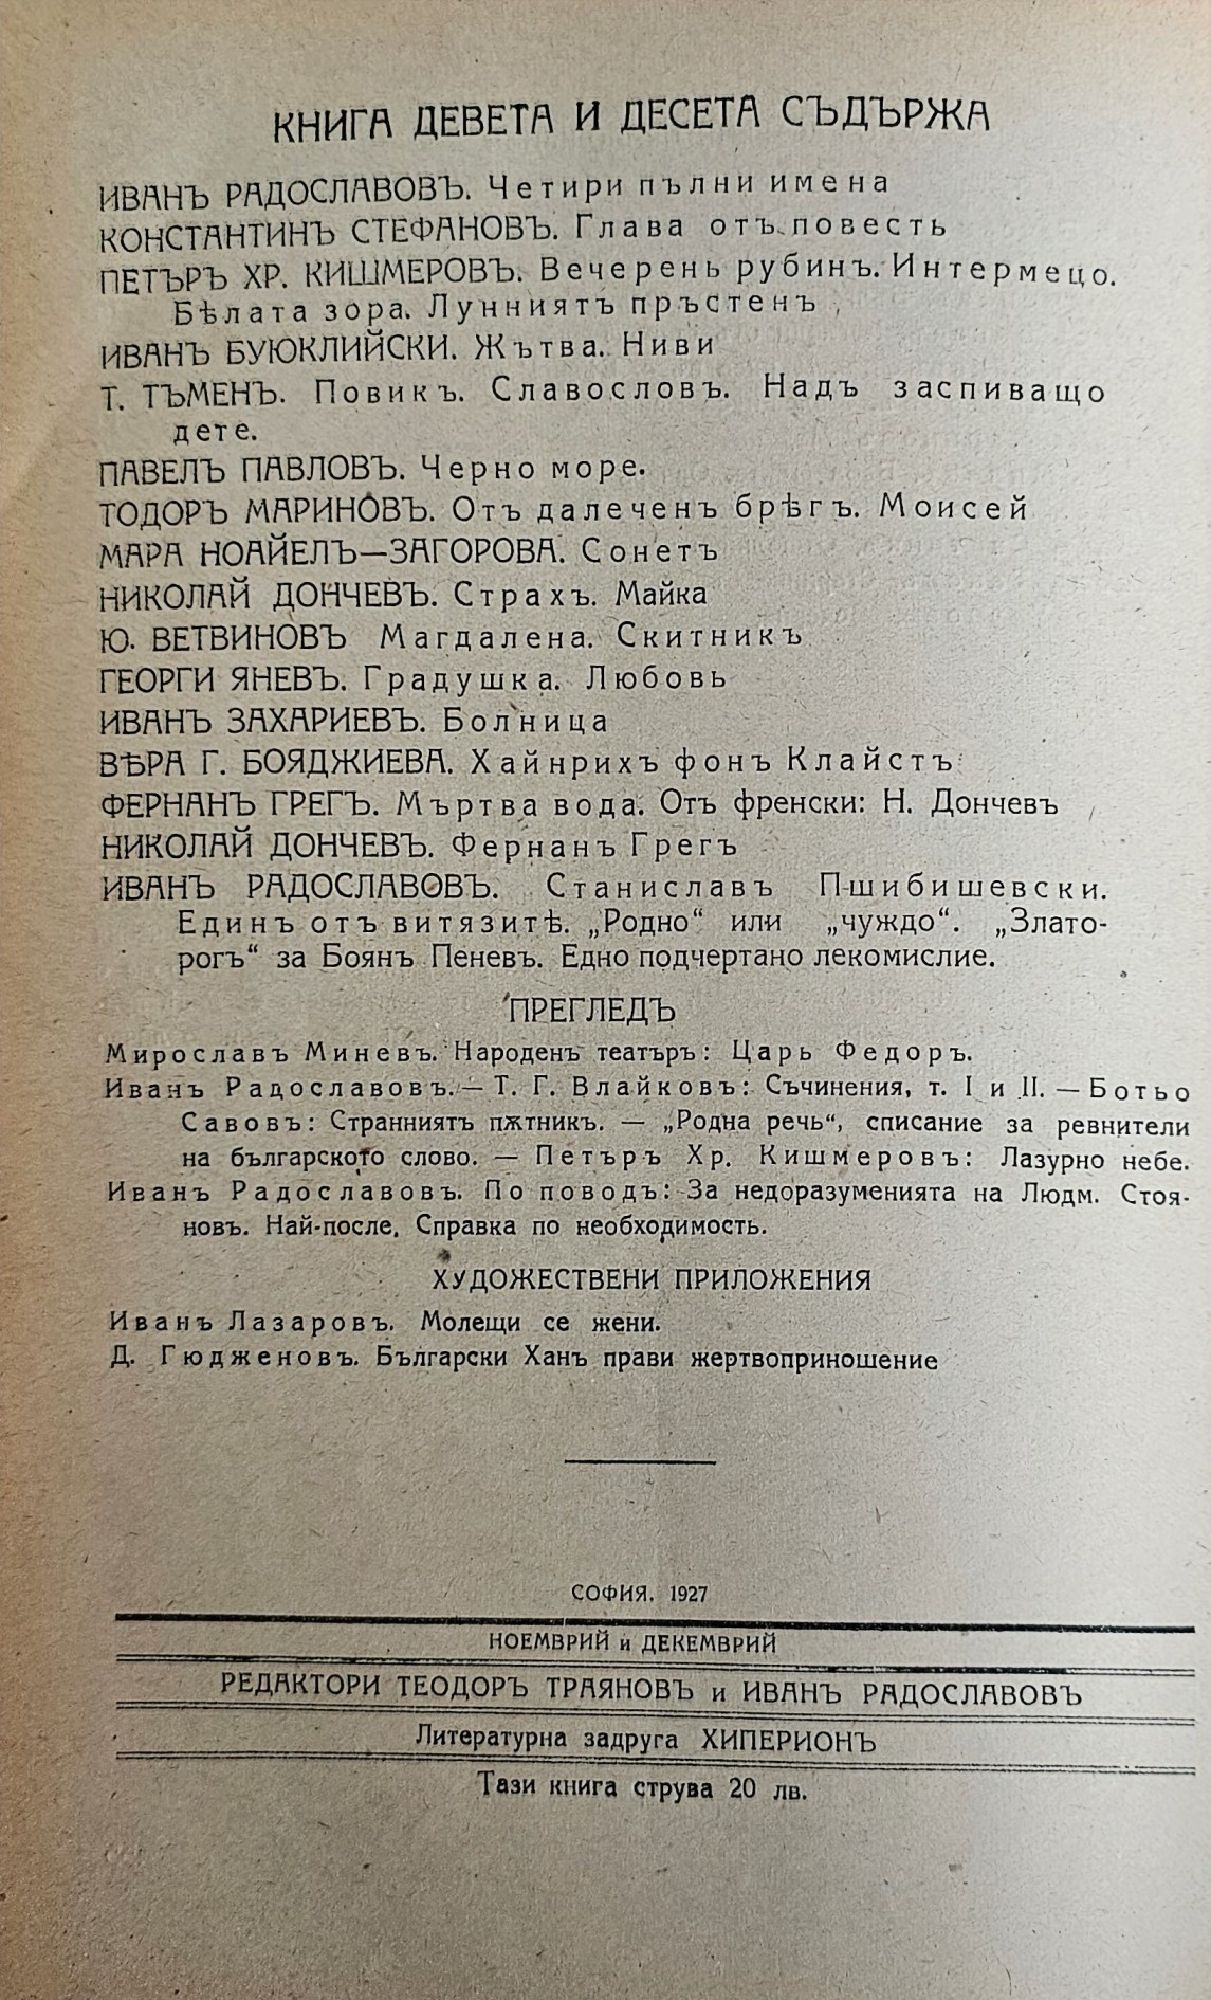 КНИГА ДЕВЕТА И ДЕСЕТА СЪДЪРЖА
ИВАНЪ РАДОСЛАВОВЪ. Четири пълни имена
КОНСТАНТИНЪ СТЕФАНОВЪ. Глава отъ повесть
ПЕТЪРЪ ХР. КИШМЕРОВЪ. Вечерень рубинъ. Интермецо.
Бѣлата зора. Лунниятъ пръстенъ
ИВАНЪ БУЮКЛИЙСКИ. Жътва. Ниви
Т. ТЪМЕНЪ. Повикъ. Славословъ. Надъ заспиващо
дете.
ПАВЕЛЪ ПАВЛОВЪ. Черно море.
ТОДОРЪ МАРИНОВЪ. Отъ далеченъ брѣгъ. Моисей
МАРА НОАЙЕЛЪ—ЗАГОРОВА. Сонетъ
НИКОЛАЙ ДОНЧЕВЪ. Страхъ. Майка
Ю. ВЕТВИНОВЪ Магдалена. Скитникъ
ГЕОРГИ ЯНЕВЪ. Градушка. Любовь
ИВАНЪ ЗАХАРИЕВЪ. Болница
ВѢРА Г. БОЯДЖИЕВА. Хайнрихъ фонъ Клайстъ
ФЕРНАНЪ ГРЕГЪ. Мъртва вода. Отъ френски: Н. Дончевъ
НИКОЛАЙ ДОНЧЕВЪ. Фернанъ Грегъ
ИВАНЪ РАДОСЛАВОВЪ. Станиславъ Пшибишевски.
Единъ отъ витязитѣ. „Родно“ или „чуждо“. „Злато-
рогъ“ за Боянъ Пеневъ. Едно подчертано лекомислие.
ПРЕГЛЕДЪ
Мирославъ Миневъ. Народенъ театъръ: Царь Федоръ.
Иванъ Радославовъ. — Т. Г. Влайковъ: Съчинения, т. I и II. — Ботьо
Савовъ: Странниятъ пѫтникъ. — „Родна речь“, списание за ревнители
на българското слово. — Петъръ Хр. Кишмеровъ: Лазурно небе.
Иванъ Радославовъ. По поводъ: За недоразуменията на Людм. Стоя-
новъ. Най-после. Справка по необходимость.
ХУДОЖЕСТВЕНИ ПРИЛОЖЕНИЯ
Иванъ Лазаровъ. Молещи се жени.
Д. Гюдженовъ. Български Ханъ прави жертвоприношение
СОФИЯ. 1927
НОЕМВРИЙ и ДЕКЕМВРИЙ
РЕДАКТОРИ ТЕОДОРЪ ТРАЯНОВЪ и ИВАНЪ РАДОСЛАВОВЪ
Литературна задруга ХИПЕРИОНЪ
Тази книга струва 20 лв.